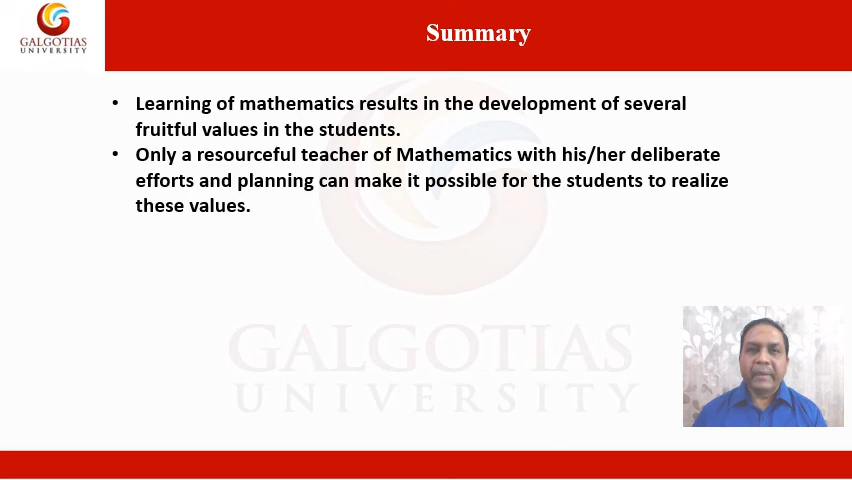 GALGOTIAS
UNIVERSITY
Summary
• Learning of mathematics results in the development of several
fruitful values in the students.
• Only a resourceful teacher of Mathematics with his/her deliberate
efforts and planning can make it possible for the students to realize
these values.
GALGOTIAS
UNIVERSITY